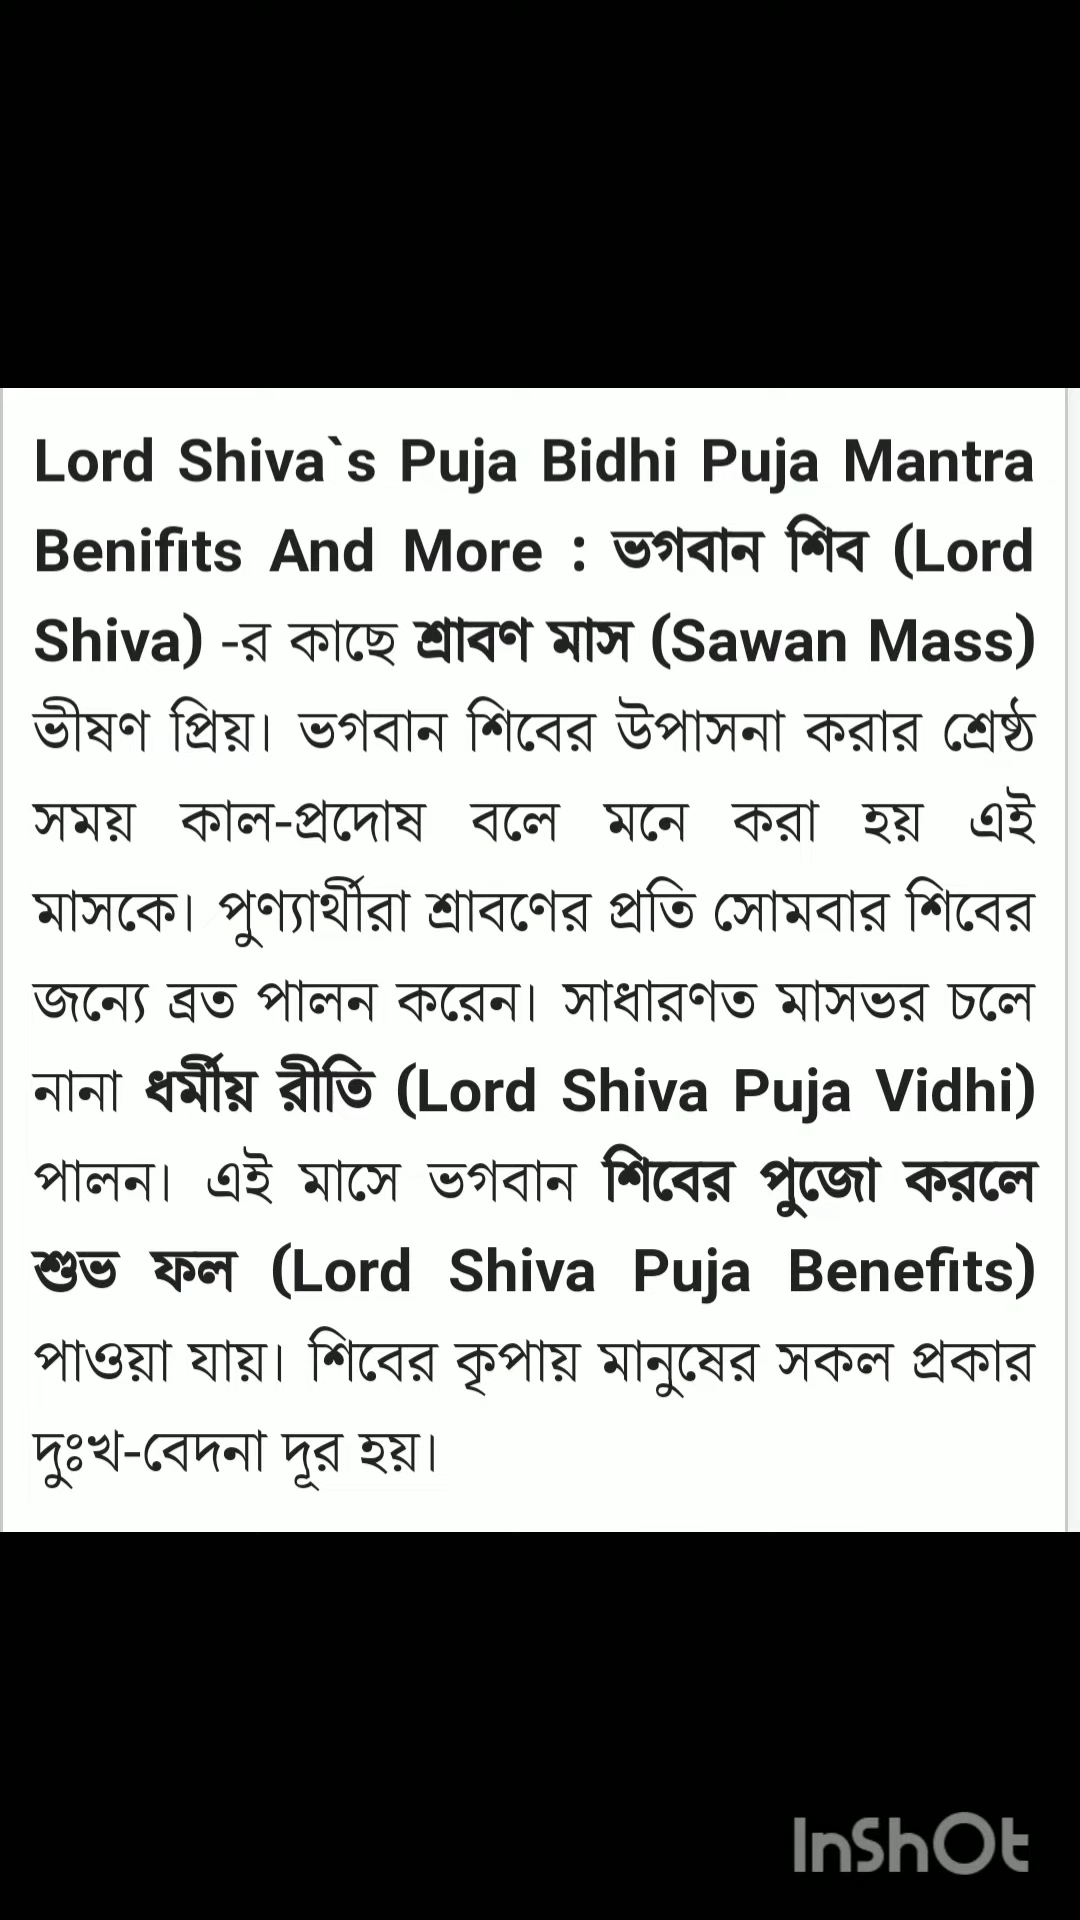 Lord Shiva`s Puja Bidhi Puja Mantra
Benifits And More : ভগবান শিব (Lord
Shiva) -র কাছে শ্রাবণ মাস (Sawan Mass)
ভীষণ প্রিয়। ভগবান শিবের উপাসনা করার শ্রেষ্ঠ
সময় কাল-প্রদোষ বলে মনে করা হয় এই
মাসকে। পুণ্যার্থীরা শ্রাবণের প্রতি সোমবার শিবের
জন্যে ব্রত পালন করেন। সাধারণত মাসভর চলে
নানা ধর্মীয় রীতি (Lord Shiva Puja Vidhi)
পালন। এই মাসে ভগবান শিবের পুজো করলে
শুভ ফল (Lord Shiva Puja Benefits)
পাওয়া যায়। শিবের কৃপায় মানুষের সকল প্রকার
দুঃখ-বেদনা দূর হয়।
InShOt